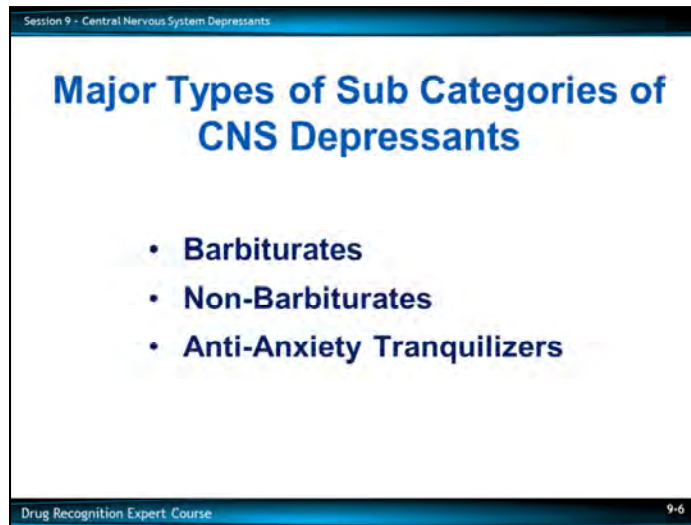 Session 9 - Central Nervous System Depressants
Major Types of Sub Categories of
CNS Depressants
• Barbiturates
• Non-Barbiturates
• Anti-Anxiety Tranquilizers
Drug Recognition Expert Course
9-6